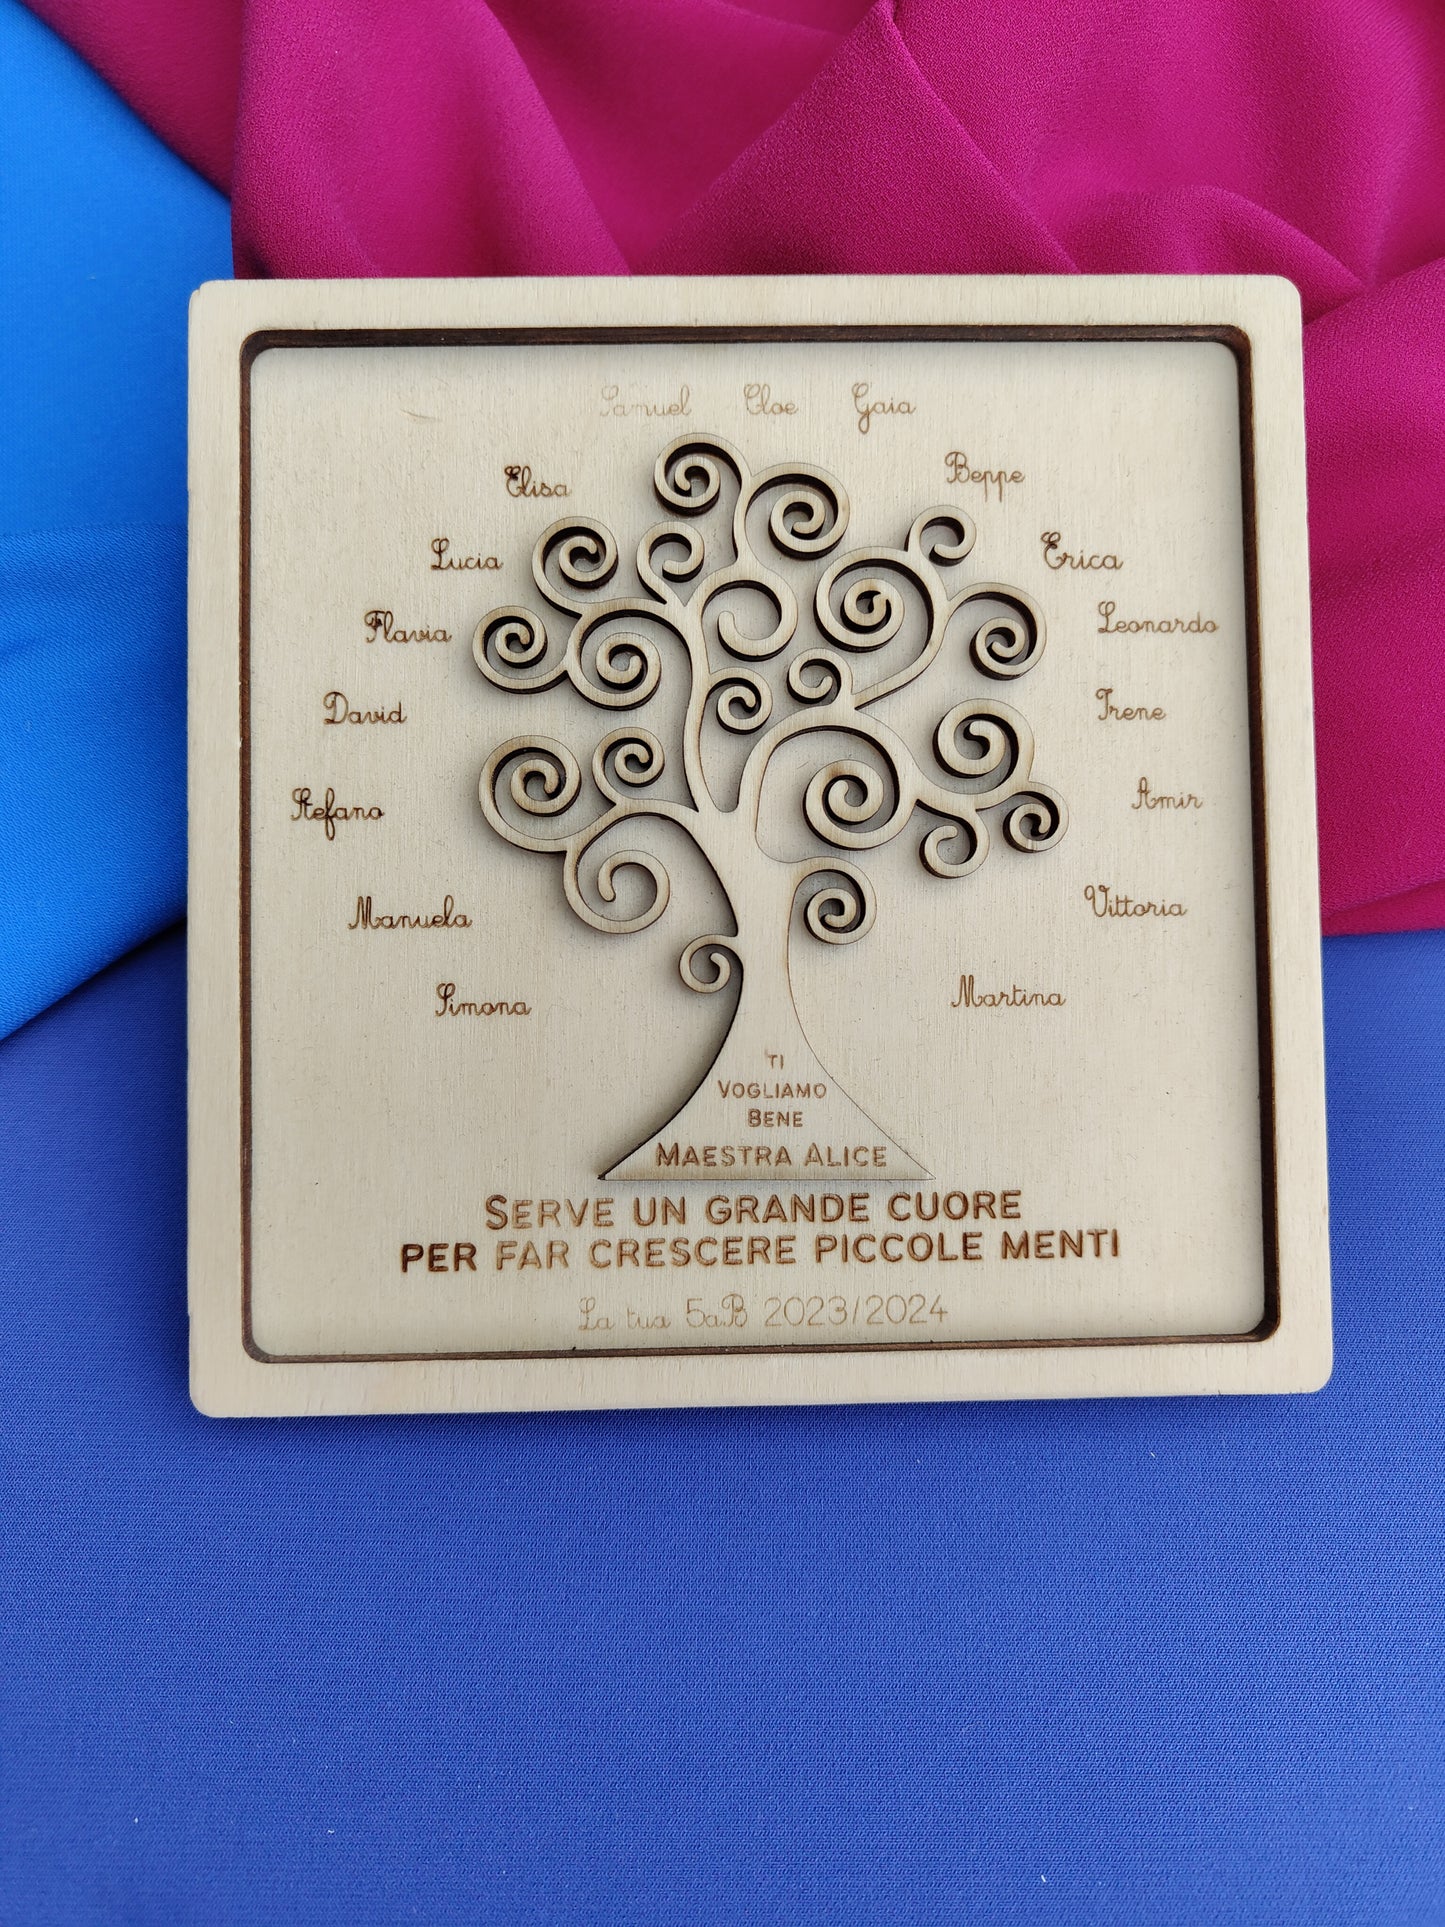 Samuel Cloe Gaia
Elisa Beppe
Lucia Erica
Flavia Leonardo
David Irene
Stefano Amir
Manuela Vittoria
Simona Martina
TI
VOGLIAMO
BENE
MAESTRA ALICE
SERVE UN GRANDE CUORE
PER FAR CRESCERE PICCOLE MENTI
La tua 5aB 2023/2024